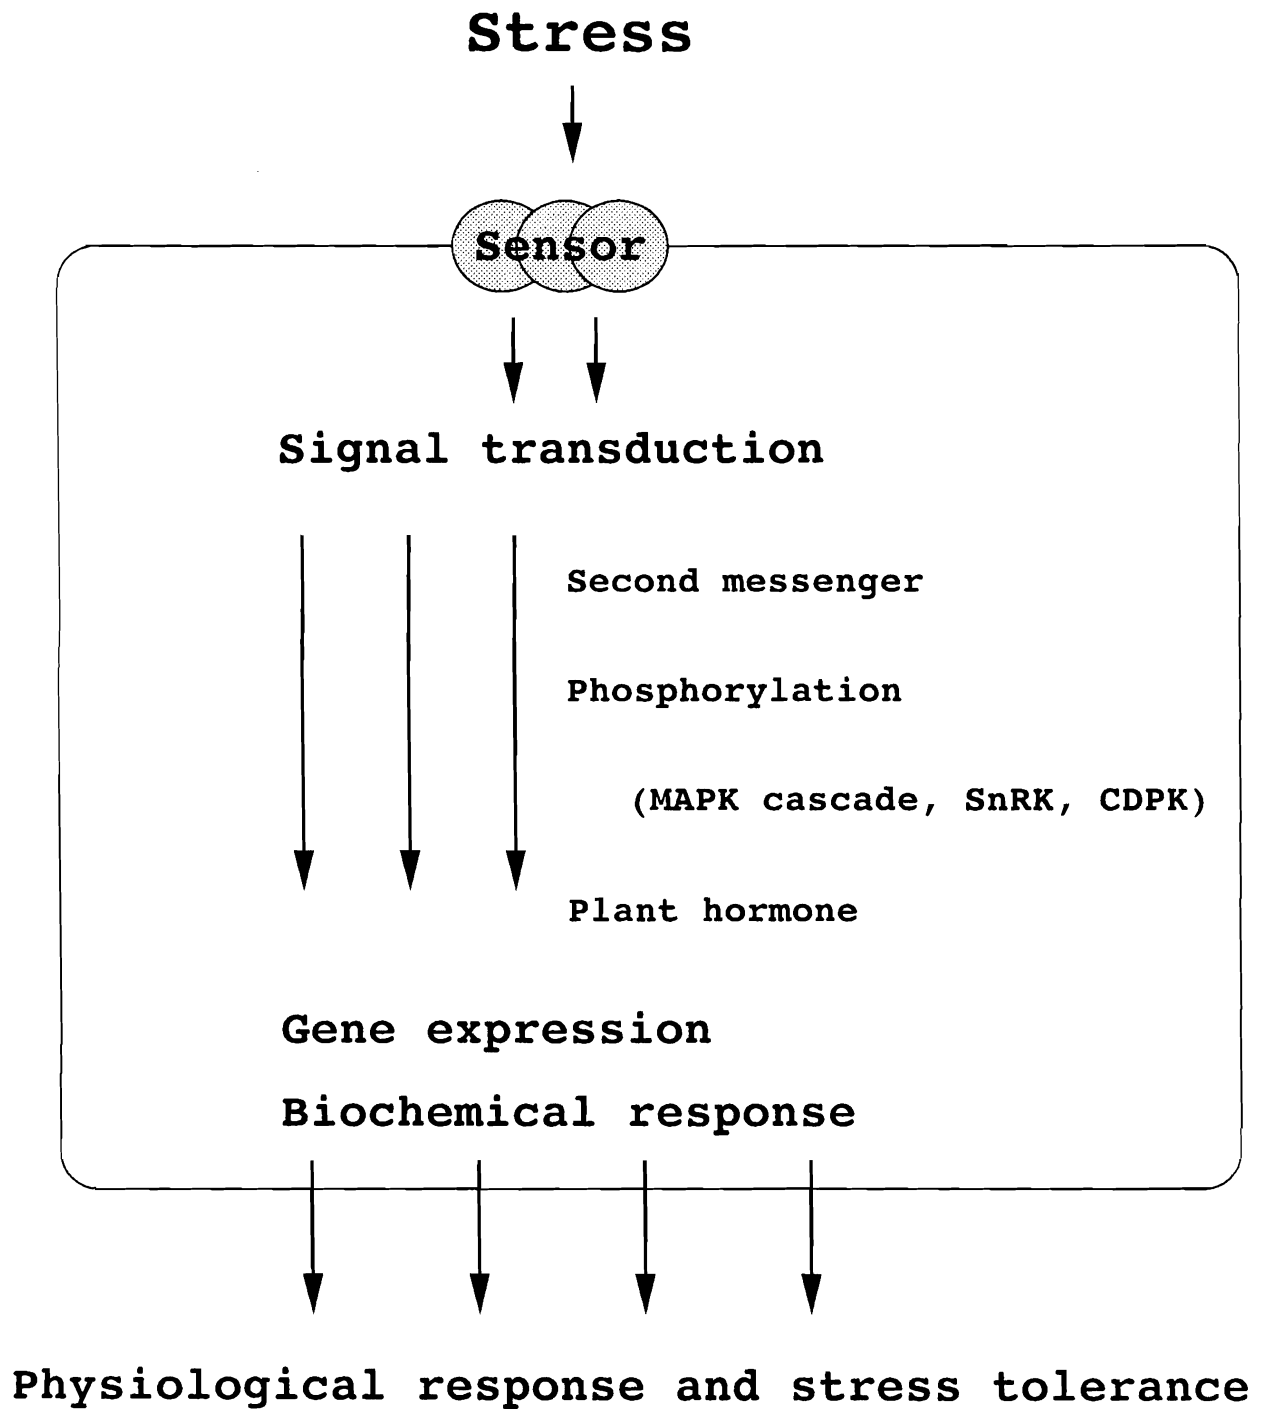 Stress
Sensor
Signal transduction
Second messenger
Phosphorylation
(MAPK cascade, SnRK, CDPK)
Plant hormone
Gene expression
Biochemical response
Physiological response and stress tolerance